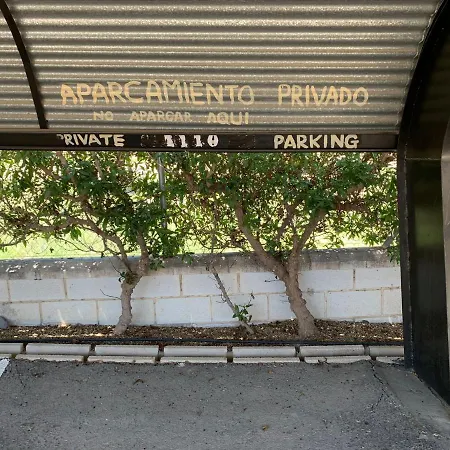 APARCAMIENTO PRIVADO
NO APARCAR AQUI
PRIVATE 1110 PARKING